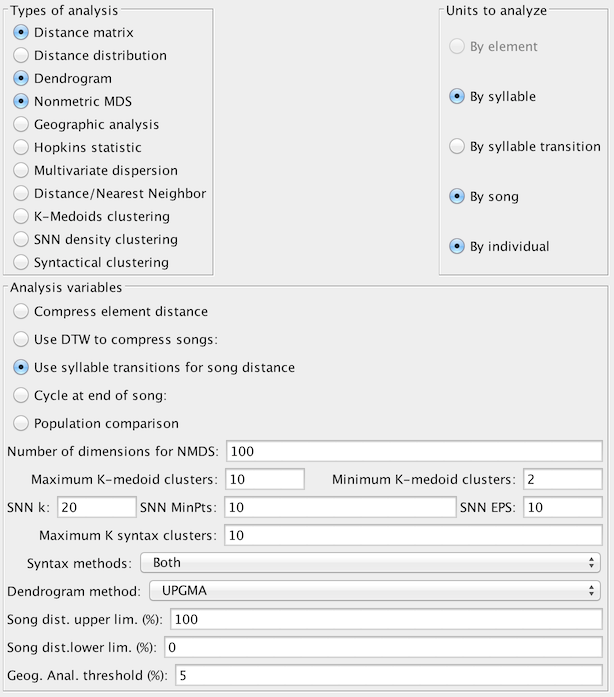 Types of analysis
Distance matrix
Distance distribution
Dendrogram
Nonmetric MDS
Geographic analysis
Hopkins statistic
Multivariate dispersion
Distance/Nearest Neighbor
K-Medoids clustering
SNN density clustering
Syntactical clustering
Units to analyze
By element
By syllable
By syllable transition
By song
By individual
Analysis variables
Compress element distance
Use DTW to compress songs:
Use syllable transitions for song distance
Cycle at end of song:
Population comparison
Number of dimensions for NMDS: 100
Maximum K-medoid clusters: 10 Minimum K-medoid clusters: 2
SNN k: 20 SNN MinPts: 10 SNN EPS: 10
Maximum K syntax clusters: 10
Syntax methods: Both
Dendrogram method: UPGMA
Song dist. upper lim. (%): 100
Song dist.lower lim. (%): 0
Geog. Anal. threshold (%): 5